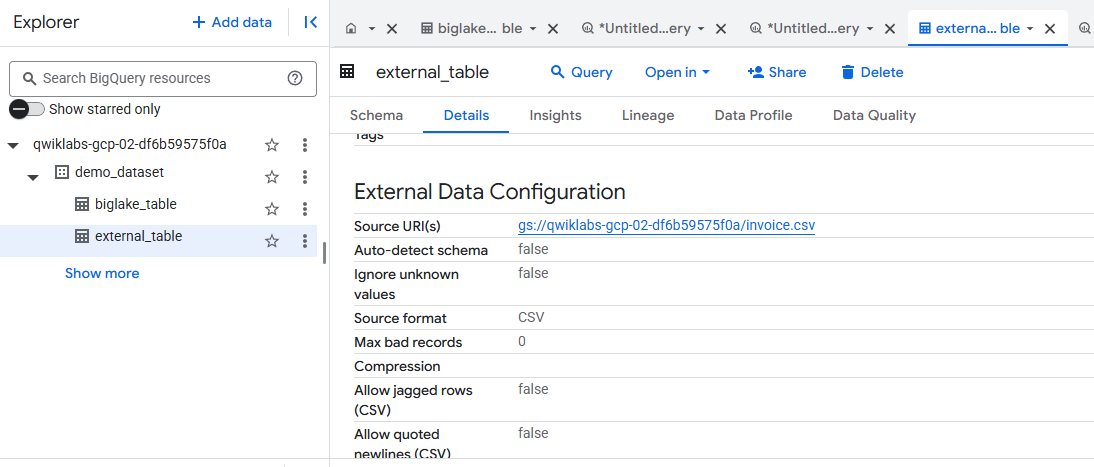 Explorer
+ Add data
Search BigQuery resources
Show starred only
qwiklabs-gcp-02-df6b59575f0a
demo_dataset
biglake_table
external_table
Show more
biglake... ble
*Untitled...ery
*Untitled...ery
externa... ble
external_table
Query
Open in
Share
Delete
Schema
Details
Insights
Lineage
Data Profile
Data Quality
Tags
External Data Configuration
Source URI(s) gs://qwiklabs-gcp-02-df6b59575f0a/invoice.csv
Auto-detect schema false
Ignore unknown false
values
Source format CSV
Max bad records 0
Compression
Allow jagged rows false
(CSV)
Allow quoted false
newlines (CSV)